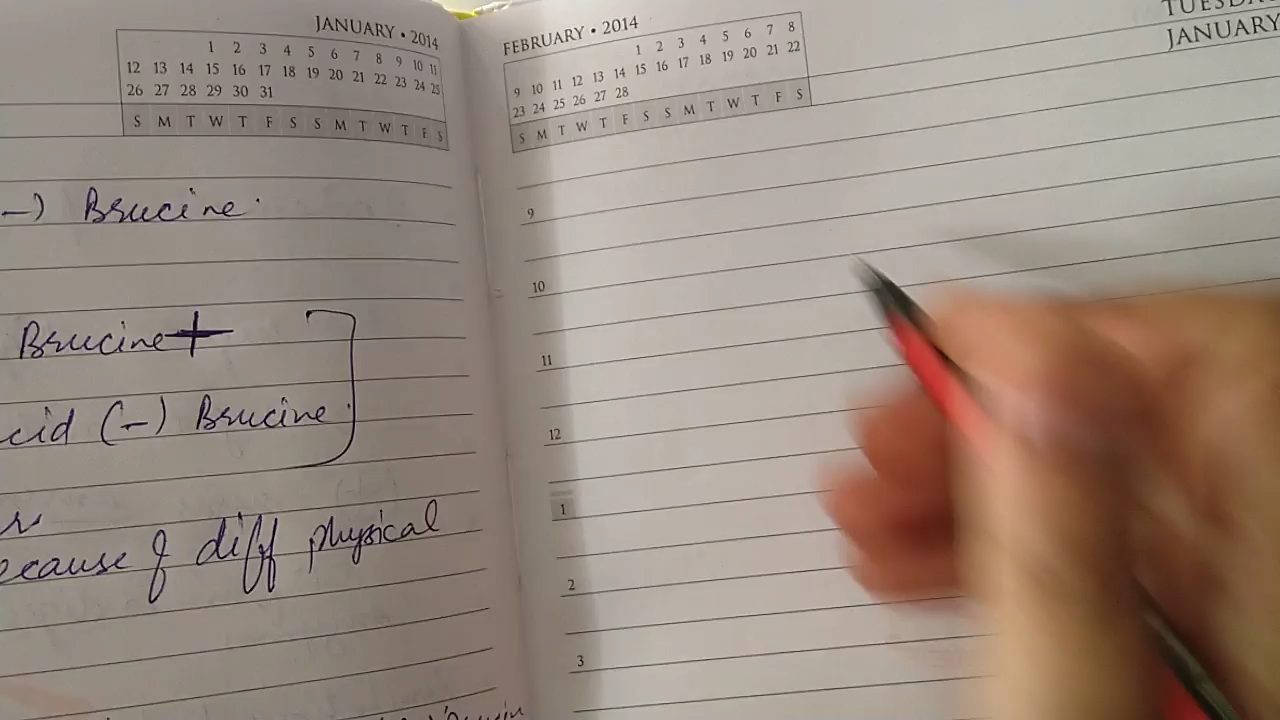 JANUARY • 2014
1 2 3 4 5 6 7 8 9 10 11
12 13 14 15 16 17 18 19 20 21 22 23 24 25
26 27 28 29 30 31
S M T W T F S S M T W T F S
–) Brucine.
Brucine +
cid (–) Brucine
ecause of diff physical
FEBRUARY • 2014
1 2 3 4 5 6 7 8
9 10 11 12 13 14 15 16 17 18 19 20 21 22
23 24 25 26 27 28
S M T W T F S S M T W T F S
JANUARY
9
10
11
12
1
2
3